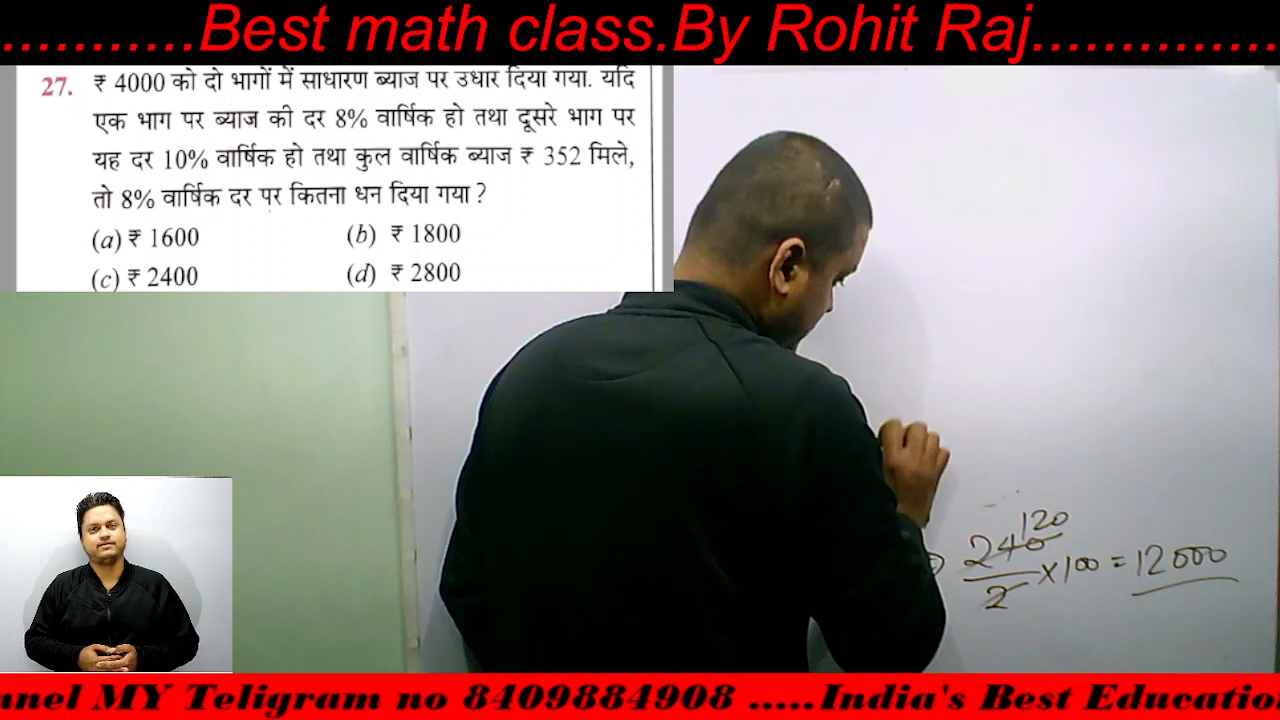 ...........Best math class.By Rohit Raj..............
27. ₹ 4000 को दो भागों में साधारण ब्याज पर उधार दिया गया. यदि
एक भाग पर ब्याज की दर 8% वार्षिक हो तथा दूसरे भाग पर
यह दर 10% वार्षिक हो तथा कुल वार्षिक ब्याज ₹ 352 मिले,
तो 8% वार्षिक दर पर कितना धन दिया गया ?
(a) ₹ 1600 (b) ₹ 1800
(c) ₹ 2400 (d) ₹ 2800
120
240
2
×100 = 12000
nnel MY Teligram no 8409884908 .....India's Best Educatio